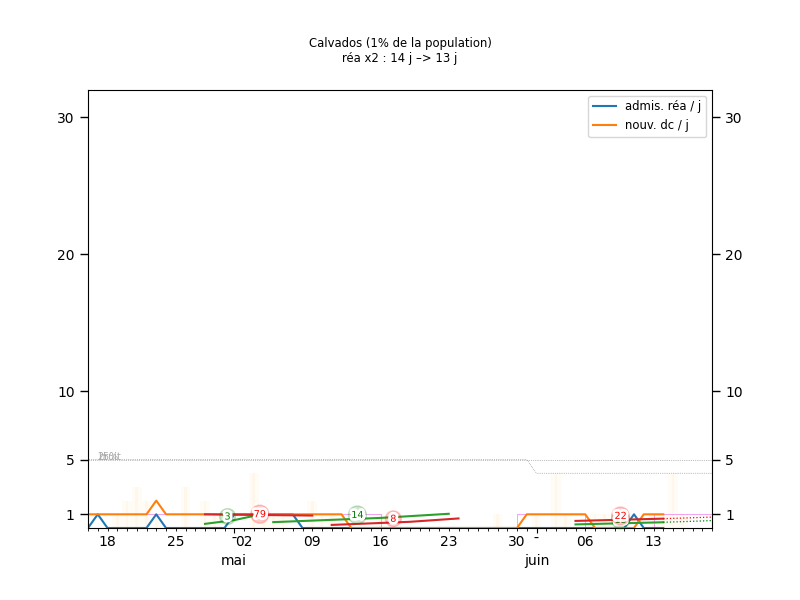 Calvados (1% de la population)
réa x2 : 14 j –> 13 j
admis. réa / j
nouv. dc / j
30 30
20 20
10 10
5 5
1 1
3 79 14 8 22
18 25 02 09 16 23 30 06 13
mai juin